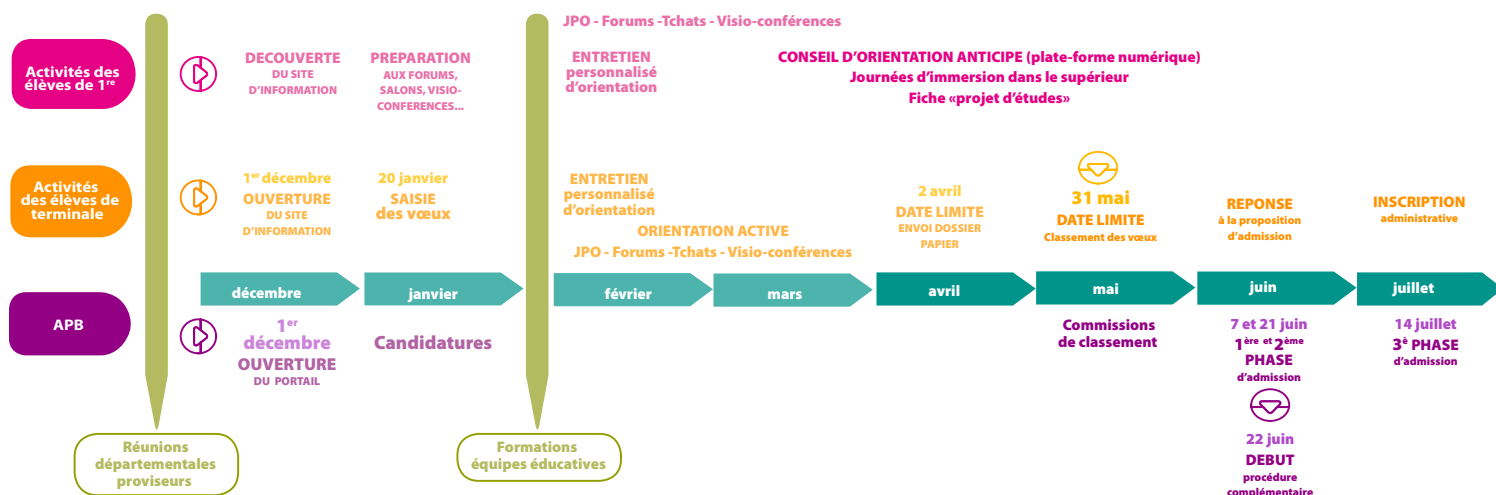 JPO - Forums -Tchats - Visio-conférences
Activités des
élèves de 1re
DECOUVERTE
DU SITE
D'INFORMATION
PREPARATION
AUX FORUMS,
SALONS, VISIO-
CONFERENCES...
ENTRETIEN
personnalisé
d'orientation
CONSEIL D'ORIENTATION ANTICIPE (plate-forme numérique)
Journées d'immersion dans le supérieur
Fiche «projet d'études»
Activités
des élèves de
terminale
1er décembre
OUVERTURE
DU SITE
D'INFORMATION
20 janvier
SAISIE
des vœux
ENTRETIEN
personnalisé
d'orientation
ORIENTATION ACTIVE
JPO - Forums -Tchats - Visio-conférences
2 avril
DATE LIMITE
ENVOI DOSSIER
PAPIER
31 mai
DATE LIMITE
Classement des vœux
REPONSE
à la proposition
d'admission
INSCRIPTION
administrative
décembre
janvier
février
mars
avril
mai
juin
juillet
APB
1er
décembre
OUVERTURE
DU PORTAIL
Candidatures
Commissions
de classement
7 et 21 juin
1ère et 2ème
PHASE
d'admission
22 juin
DEBUT
procédure
complémentaire
14 juillet
3è PHASE
d'admission
Réunions
départementales
proviseurs
Formations
équipes éducatives